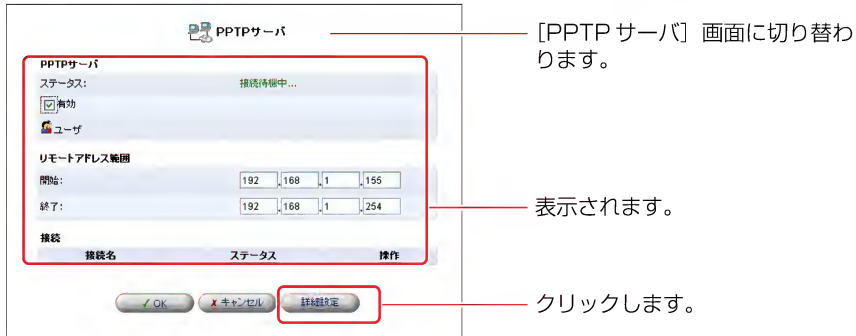 PPTPサーバ
［PPTP サーバ］画面に切り替わ
ります。
PPTPサーバ
ステータス: 接続待機中...
有効
ユーザ
リモートアドレス範囲
開始: 192 .168 .1 .155
終了: 192 .168 .1 .254
表示されます。
接続
接続名 ステータス 操作
OK キャンセル 詳細設定
クリックします。